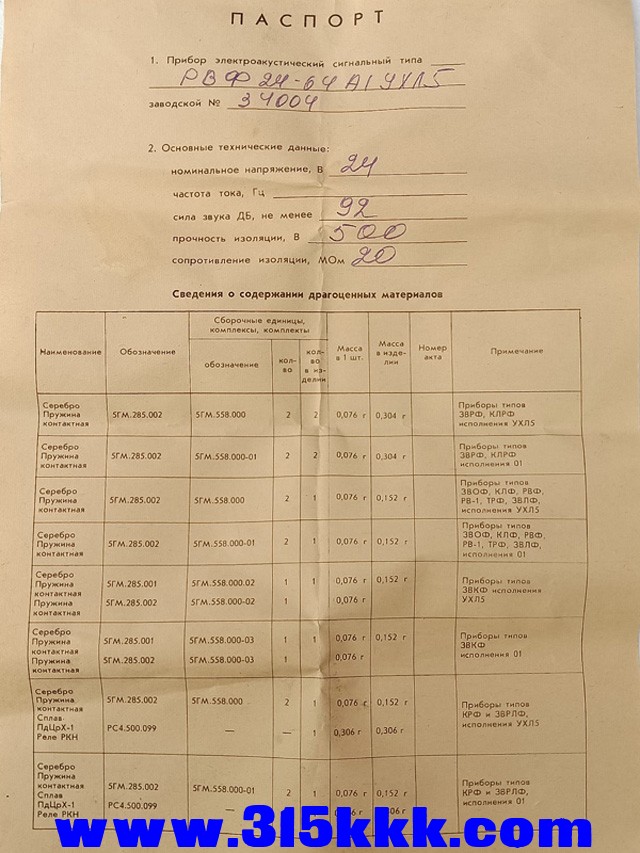 ПАСПОРТ
1. Прибор электроакустический сигнальный типа
РВФ 24-64 А1 УХЛ5
заводской № 34004
2. Основные технические данные:
номинальное напряжение, В 24
частота тока, Гц
сила звука ДБ, не менее 92
прочность изоляции, В 500
сопротивление изоляции, МОм 20
Сведения о содержании драгоценных материалов
Наименование Обозначение Сборочные единицы, комплексы, комплекты обозначение кол-во кол-во в из-делии Масса в 1 шт. Масса в изде-лии Номер акта Примечание
Серебро Приборы типов
Пружина 5ГМ.285.002 5ГМ.558.000 2 2 0,076 г 0,304 г ЗВРФ, КЛРФ
контактная исполнения УХЛ5
Серебро Приборы типов
Пружина 5ГМ.285.002 5ГМ.558.000-01 2 2 0,076 г 0,304 г ЗВРФ, КЛРФ
контактная исполнения 01
Серебро Приборы типов
Пружина 5ГМ.285.002 5ГМ.558.000 2 1 0,076 г 0,152 г ЗВОФ, КЛФ, РВФ,
контактная РВ-1, ТРФ, ЗВЛФ,
исполнения УХЛ5
Серебро Приборы типов
Пружина 5ГМ.285.002 5ГМ.558.000-01 2 1 0,076 г 0,152 г ЗВОФ, КЛФ, РВФ,
контактная РВ-1, ТРФ, ЗВЛФ,
исполнения 01
Серебро
Пружина 5ГМ.285.001 5ГМ.558.000.02 1 1 0,076 г 0,152 г Приборы типов
контактная ЗВКФ исполнения
Пружина 5ГМ.285.002 5ГМ.558.000-02 1 0,076 г УХЛ5
контактная
Серебро
Пружина 5ГМ.285.001 5ГМ.558.000-03 1 1 0,076 г 0,152 г Приборы типов
контактная ЗВКФ
Пружина 5ГМ.285.002 5ГМ.558.000-03 1 1 0,076 г исполнения 01
контактная
Серебро
Пружина 5ГМ.285.002 5ГМ.558.000 2 1 0,076 г 0,152 г Приборы типов
контактная КРФ и ЗВРЛФ,
Сплав исполнения УХЛ5
ПдЦрХ-1 РС4.500.099 — — 1 0,306 г 0,306 г
Реле РКН
Серебро
Пружина
контактная 5ГМ.285.002 5ГМ.558.000-01 2 1 0,076 г 0,152 г Приборы типов
Сплав КРФ и ЗВРЛФ,
ПдЦрХ-1 РС4.500.099 — исполнения 01
Реле РКН
www.315kkk.com